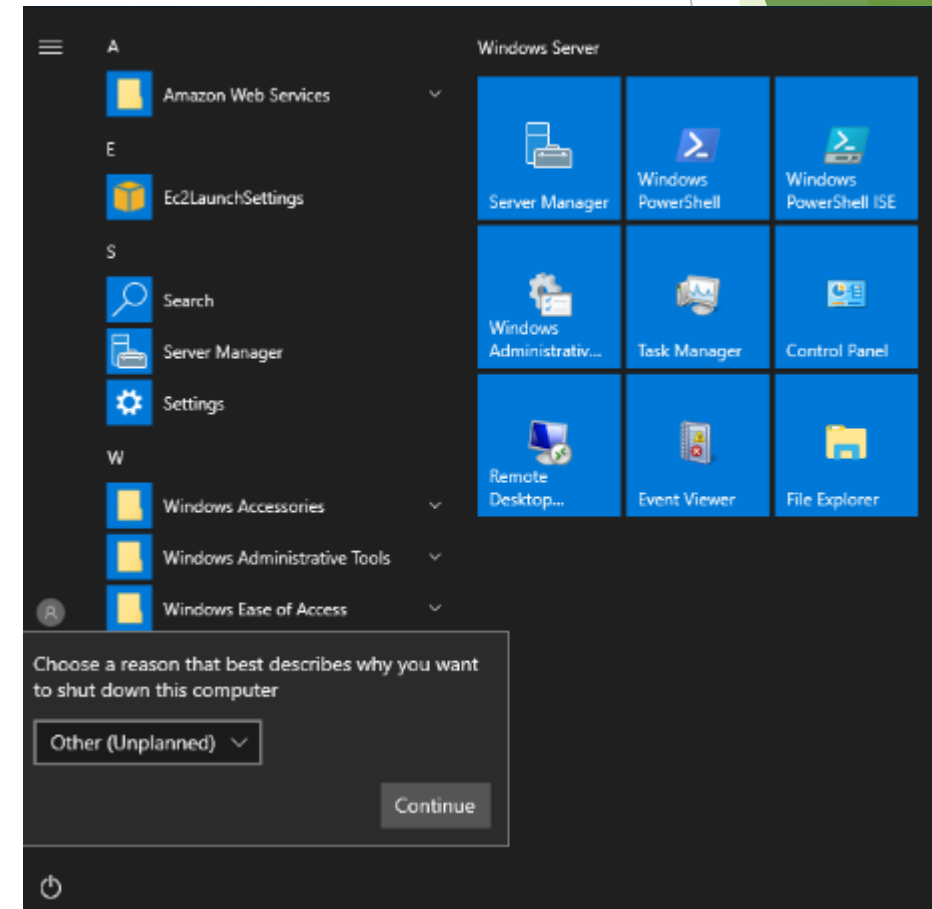 A
Amazon Web Services
E
Ec2LaunchSettings
S
Search
Server Manager
Settings
W
Windows Accessories
Windows Administrative Tools
Windows Ease of Access
Windows Server
Server Manager
Windows
PowerShell
Windows
PowerShell ISE
Windows
Administrativ...
Task Manager
Control Panel
Remote
Desktop...
Event Viewer
File Explorer
Choose a reason that best describes why you want
to shut down this computer
Other (Unplanned)
Continue